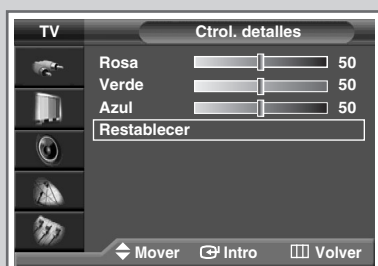 TV
Ctrol. detalles
Rosa 50
Verde 50
Azul 50
Restablecer
Mover Intro Volver